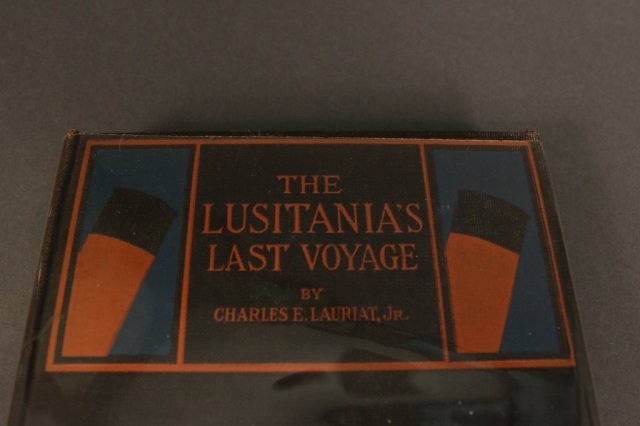 THE
LUSITANIA'S
LAST VOYAGE
BY
CHARLES E. LAURIAT, JR.